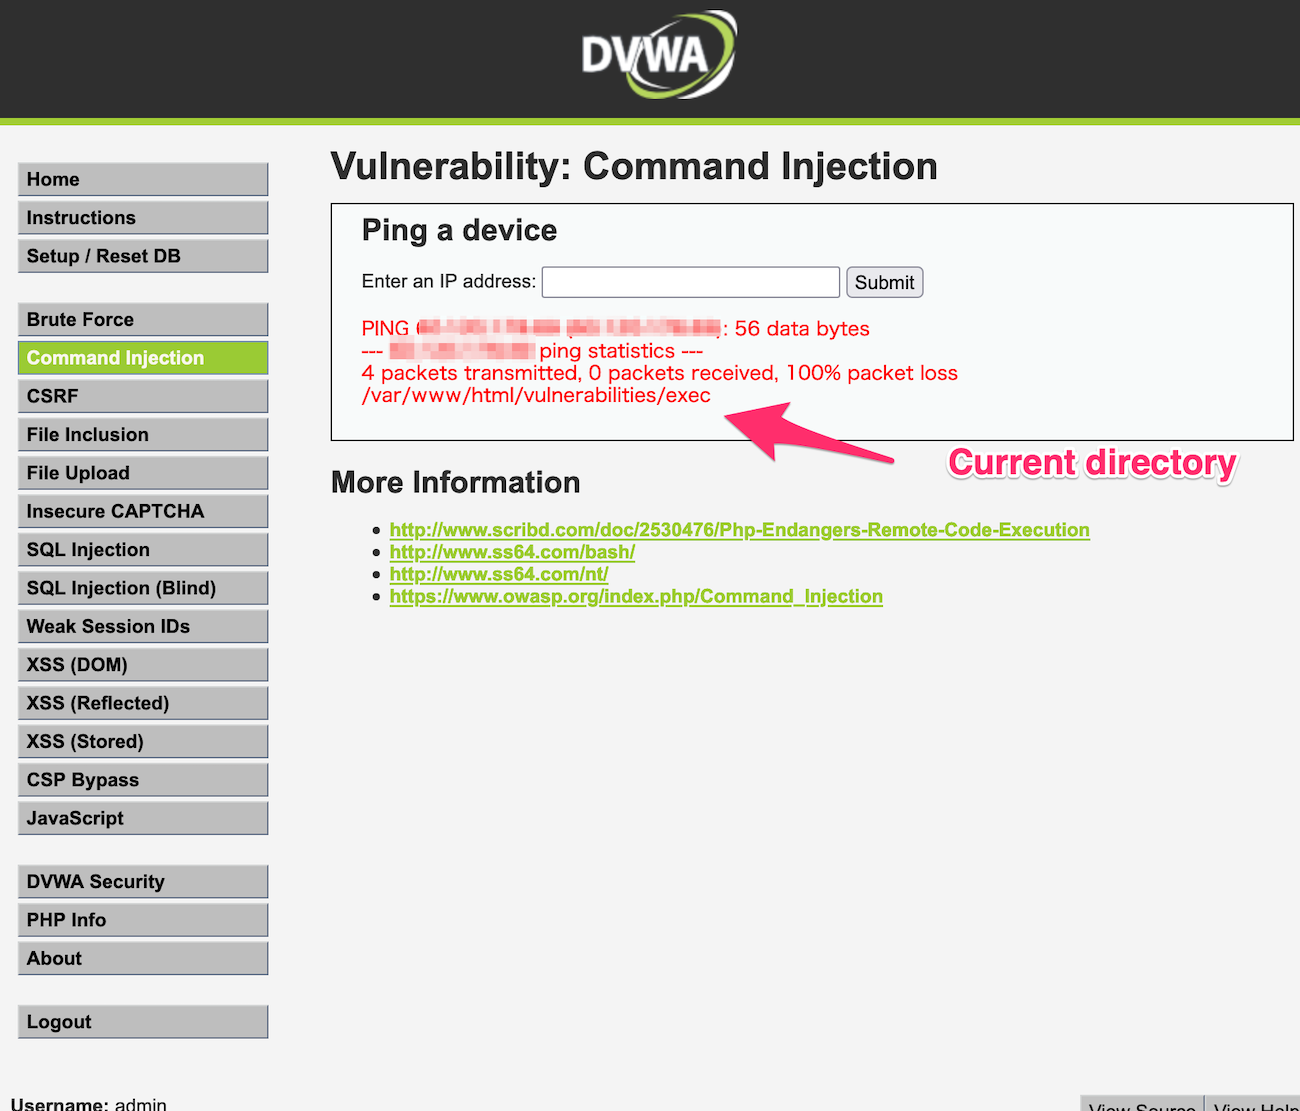 DVWA
Home
Instructions
Setup / Reset DB
Brute Force
Command Injection
CSRF
File Inclusion
File Upload
Insecure CAPTCHA
SQL Injection
SQL Injection (Blind)
Weak Session IDs
XSS (DOM)
XSS (Reflected)
XSS (Stored)
CSP Bypass
JavaScript
DVWA Security
PHP Info
About
Logout
Vulnerability: Command Injection
Ping a device
Enter an IP address: Submit
PING : 56 data bytes
--- ping statistics ---
4 packets transmitted, 0 packets received, 100% packet loss
/var/www/html/vulnerabilities/exec
Current directory
More Information
http://www.scribd.com/doc/2530476/Php-Endangers-Remote-Code-Execution
http://www.ss64.com/bash/
http://www.ss64.com/nt/
https://www.owasp.org/index.php/Command_Injection
Username: admin
View Source View Help